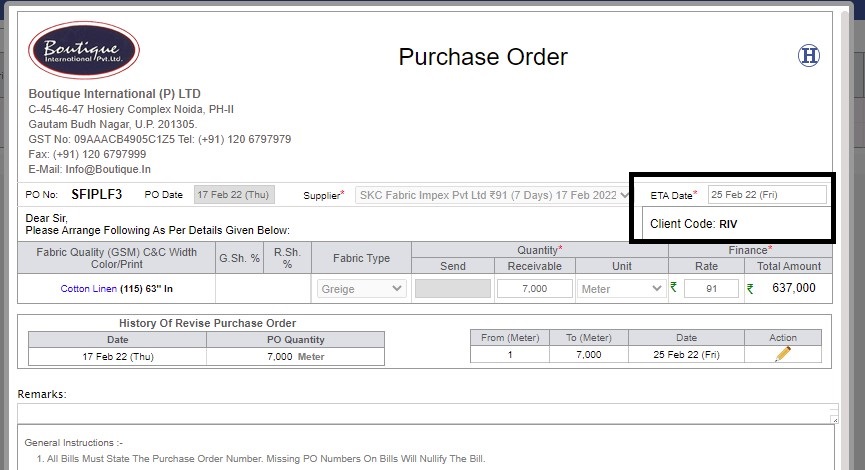 Boutique
International Pvt.Ltd.
Purchase Order
H
Boutique International (P) LTD
C-45-46-47 Hosiery Complex Noida, PH-II
Gautam Budh Nagar, U.P. 201305.
GST No: 09AAACB4905C1Z5 Tel: (+91) 120 6797979
Fax: (+91) 120 6797999
E-Mail: Info@Boutique.In
PO No: SFIPLF3 PO Date 17 Feb 22 (Thu) Supplier* SKC Fabric Impex Pvt Ltd ₹91 (7 Days) 17 Feb 2022 ETA Date* 25 Feb 22 (Fri)
Client Code: RIV
Dear Sir,
Please Arrange Following As Per Details Given Below:
Fabric Quality (GSM) C&C Width Color/Print G.Sh. % R.Sh. % Fabric Type Quantity* Finance*
Send Receivable Unit Rate Total Amount
Cotton Linen (115) 63" In Greige 7,000 Meter ₹ 91 ₹ 637,000
History Of Revise Purchase Order
Date PO Quantity
17 Feb 22 (Thu) 7,000 Meter
From (Meter) To (Meter) Date Action
1 7,000 25 Feb 22 (Fri)
Remarks:
General Instructions :-
1. All Bills Must State The Purchase Order Number. Missing PO Numbers On Bills Will Nullify The Bill.